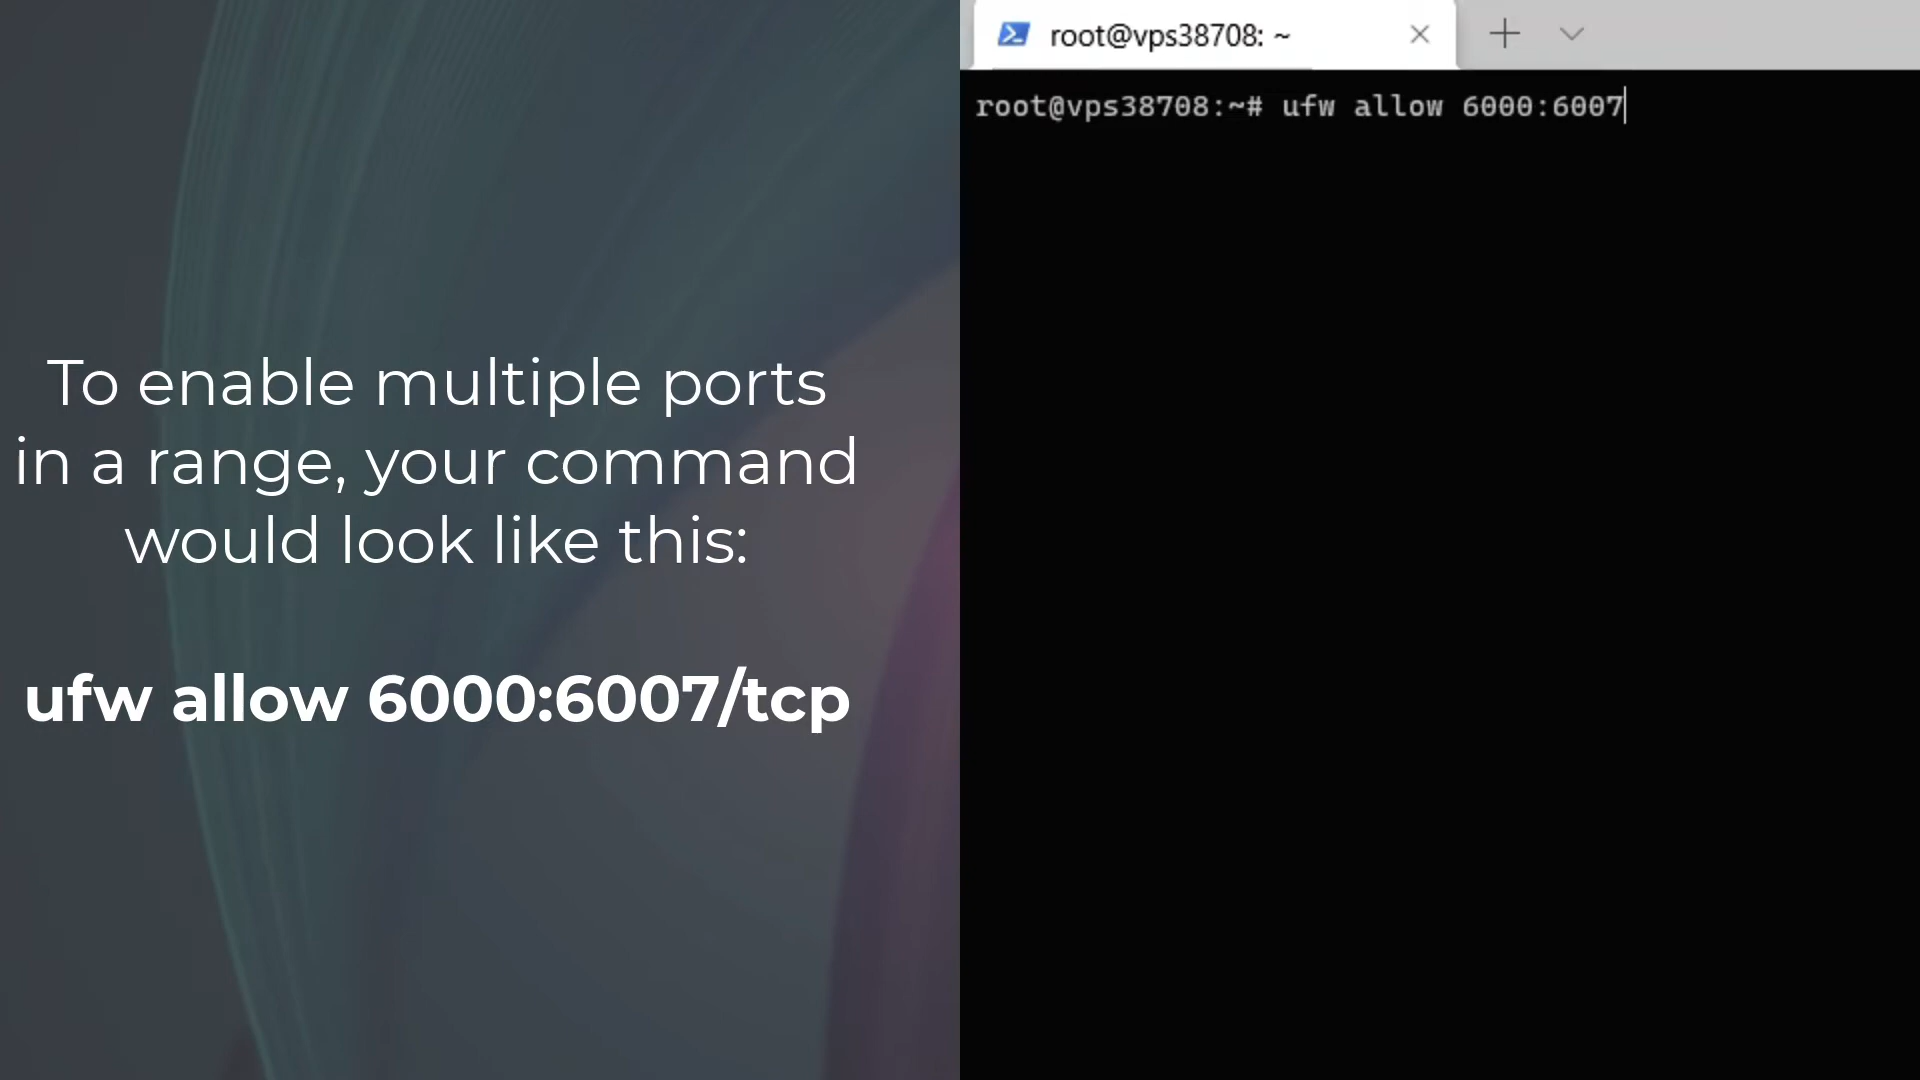 To enable multiple ports
in a range, your command
would look like this:
ufw allow 6000:6007/tcp
root@vps38708: ~
root@vps38708:~# ufw allow 6000:6007